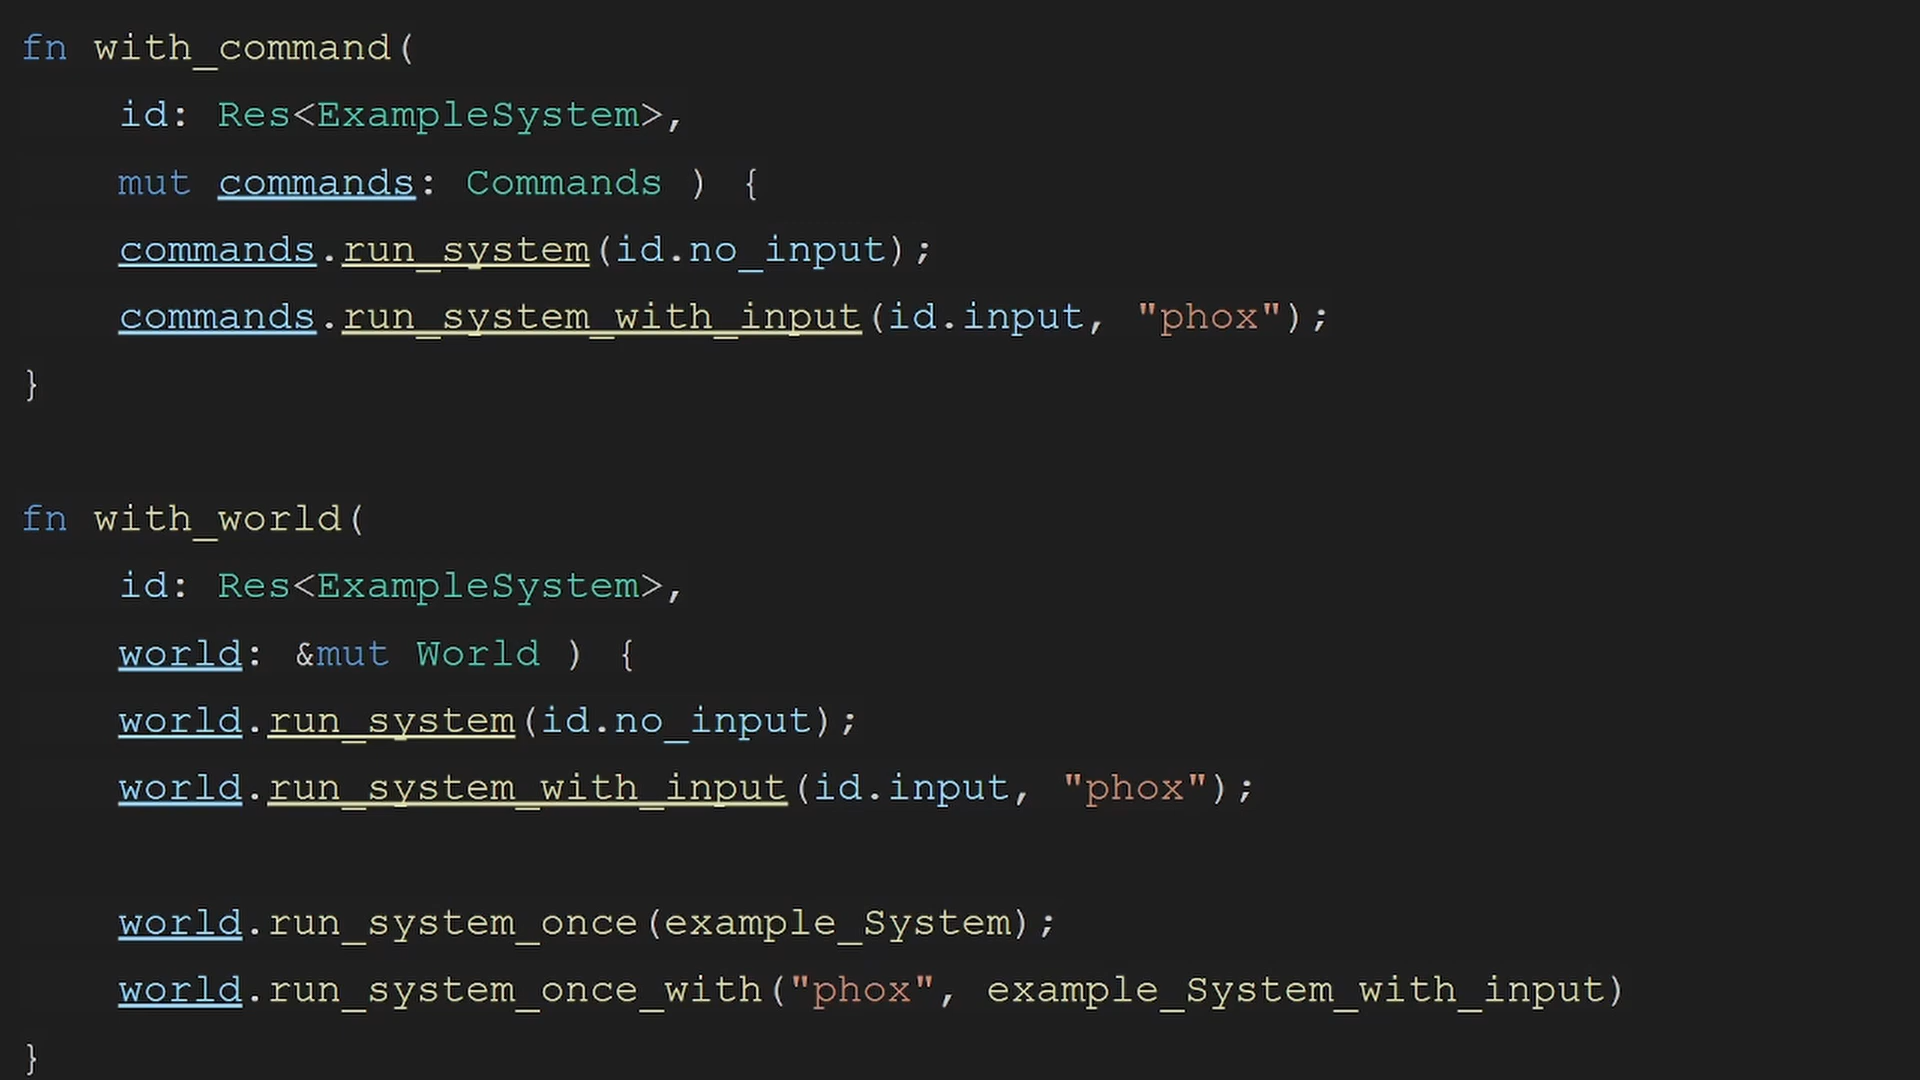 fn with_command(
    id: Res<ExampleSystem>,
    mut commands: Commands ) {
    commands.run_system(id.no_input);
    commands.run_system_with_input(id.input, "phox");
}
fn with_world(
    id: Res<ExampleSystem>,
    world: &mut World ) {
    world.run_system(id.no_input);
    world.run_system_with_input(id.input, "phox");
    world.run_system_once(example_System);
    world.run_system_once_with("phox", example_System_with_input)
}